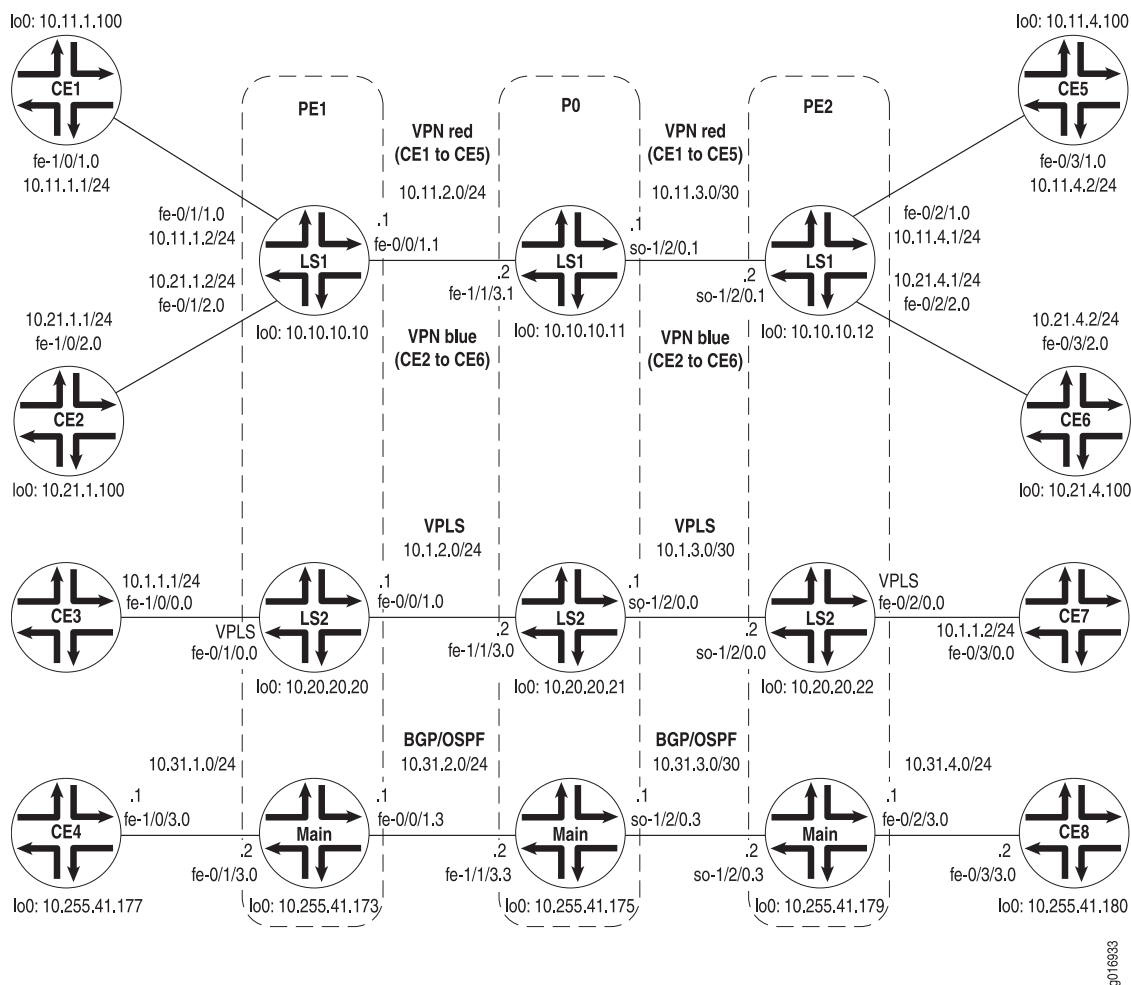 lo0: 10.11.1.100
lo0: 10.11.4.100
CE1
PE1
P0
PE2
CE5
VPN red
(CE1 to CE5)
VPN red
(CE1 to CE5)
fe-1/0/1.0
10.11.1.1/24
fe-0/3/1.0
10.11.4.2/24
10.11.2.0/24
10.11.3.0/30
fe-0/1/1.0
10.11.1.2/24
.1
fe-0/0/1.1
.1
so-1/2/0.1
fe-0/2/1.0
10.11.4.1/24
LS1
LS1
LS1
10.21.1.2/24
fe-0/1/2.0
.2
fe-1/1/3.1
.2
so-1/2/0.1
10.21.4.1/24
fe-0/2/2.0
10.21.1.1/24
fe-1/0/2.0
lo0: 10.10.10.10
lo0: 10.10.10.11
lo0: 10.10.10.12
10.21.4.2/24
fe-0/3/2.0
VPN blue
(CE2 to CE6)
VPN blue
(CE2 to CE6)
CE2
CE6
lo0: 10.21.1.100
lo0: 10.21.4.100
VPLS
10.1.2.0/24
VPLS
10.1.3.0/30
10.1.1.1/24
fe-1/0/0.0
.1
fe-0/0/1.0
.1
so-1/2/0.0
VPLS
fe-0/2/0.0
CE3
LS2
LS2
LS2
CE7
VPLS
fe-0/1/0.0
.2
fe-1/1/3.0
.2
so-1/2/0.0
10.1.1.2/24
fe-0/3/0.0
lo0: 10.20.20.20
lo0: 10.20.20.21
lo0: 10.20.20.22
BGP/OSPF
10.31.2.0/24
BGP/OSPF
10.31.3.0/30
10.31.1.0/24
10.31.4.0/24
.1
fe-1/0/3.0
.1
fe-0/0/1.3
.1
so-1/2/0.3
.1
fe-0/2/3.0
CE4
Main
Main
Main
CE8
.2
fe-0/1/3.0
.2
fe-1/1/3.3
.2
so-1/2/0.3
.2
fe-0/3/3.0
lo0: 10.255.41.177
lo0: 10.255.41.173
lo0: 10.255.41.175
lo0: 10.255.41.179
lo0: 10.255.41.180
g016933